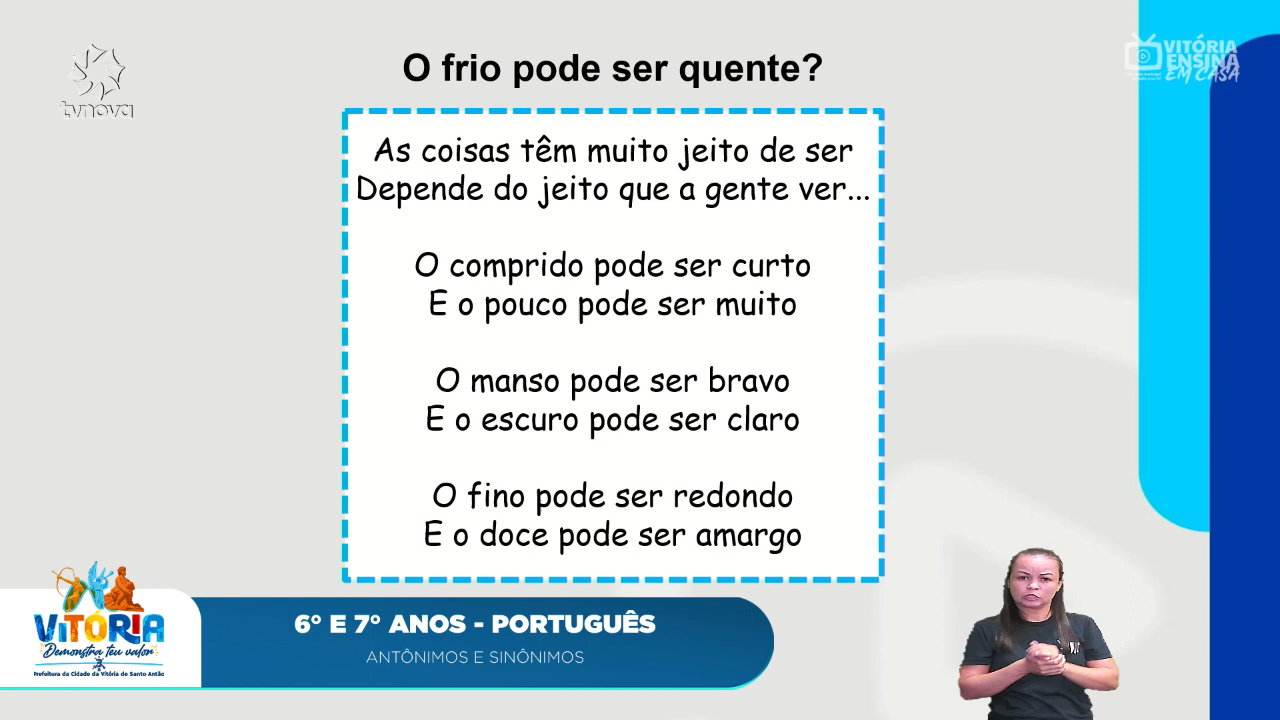 tvnova
VITÓRIA
ENSINA
EM CASA
O frio pode ser quente?
As coisas têm muito jeito de ser
Depende do jeito que a gente ver...
O comprido pode ser curto
E o pouco pode ser muito
O manso pode ser bravo
E o escuro pode ser claro
O fino pode ser redondo
E o doce pode ser amargo
VITÓRIA
Demonstra teu valor
Prefeitura da Cidade da Vitória de Santo Antão
6° E 7° ANOS - PORTUGUÊS
ANTÔNIMOS E SINÔNIMOS